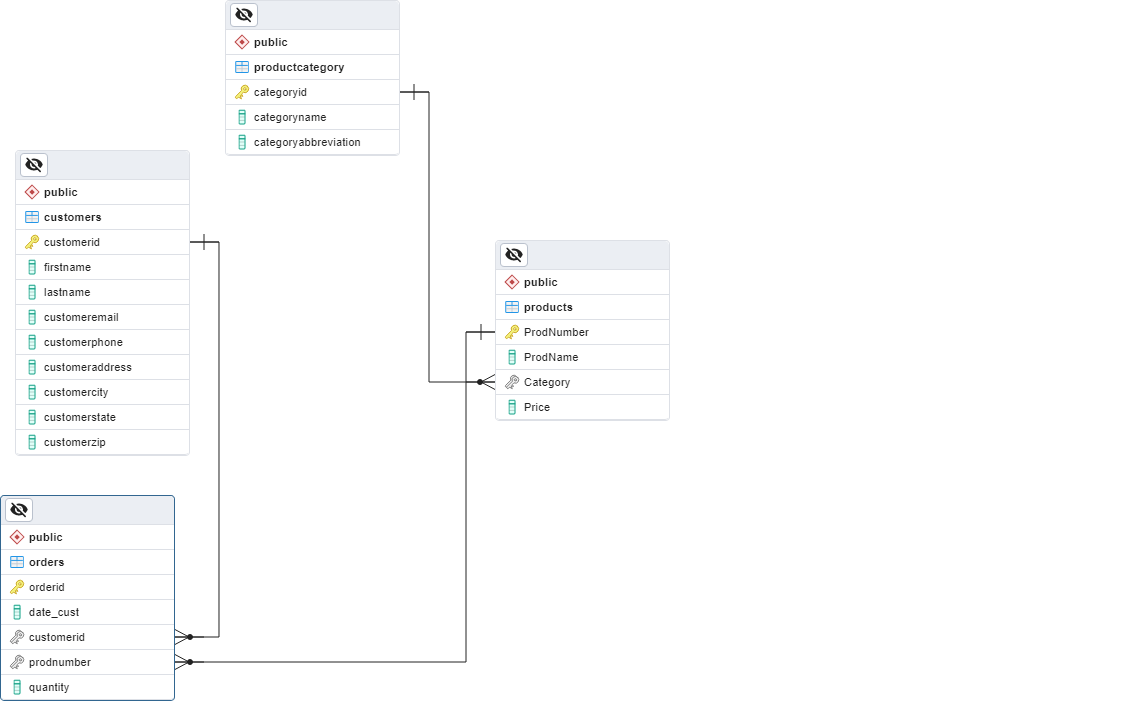 public
productcategory
categoryid
categoryname
categoryabbreviation
public
customers
customerid
firstname
lastname
customeremail
customerphone
customeraddress
customercity
customerstate
customerzip
public
products
ProdNumber
ProdName
Category
Price
public
orders
orderid
date_cust
customerid
prodnumber
quantity